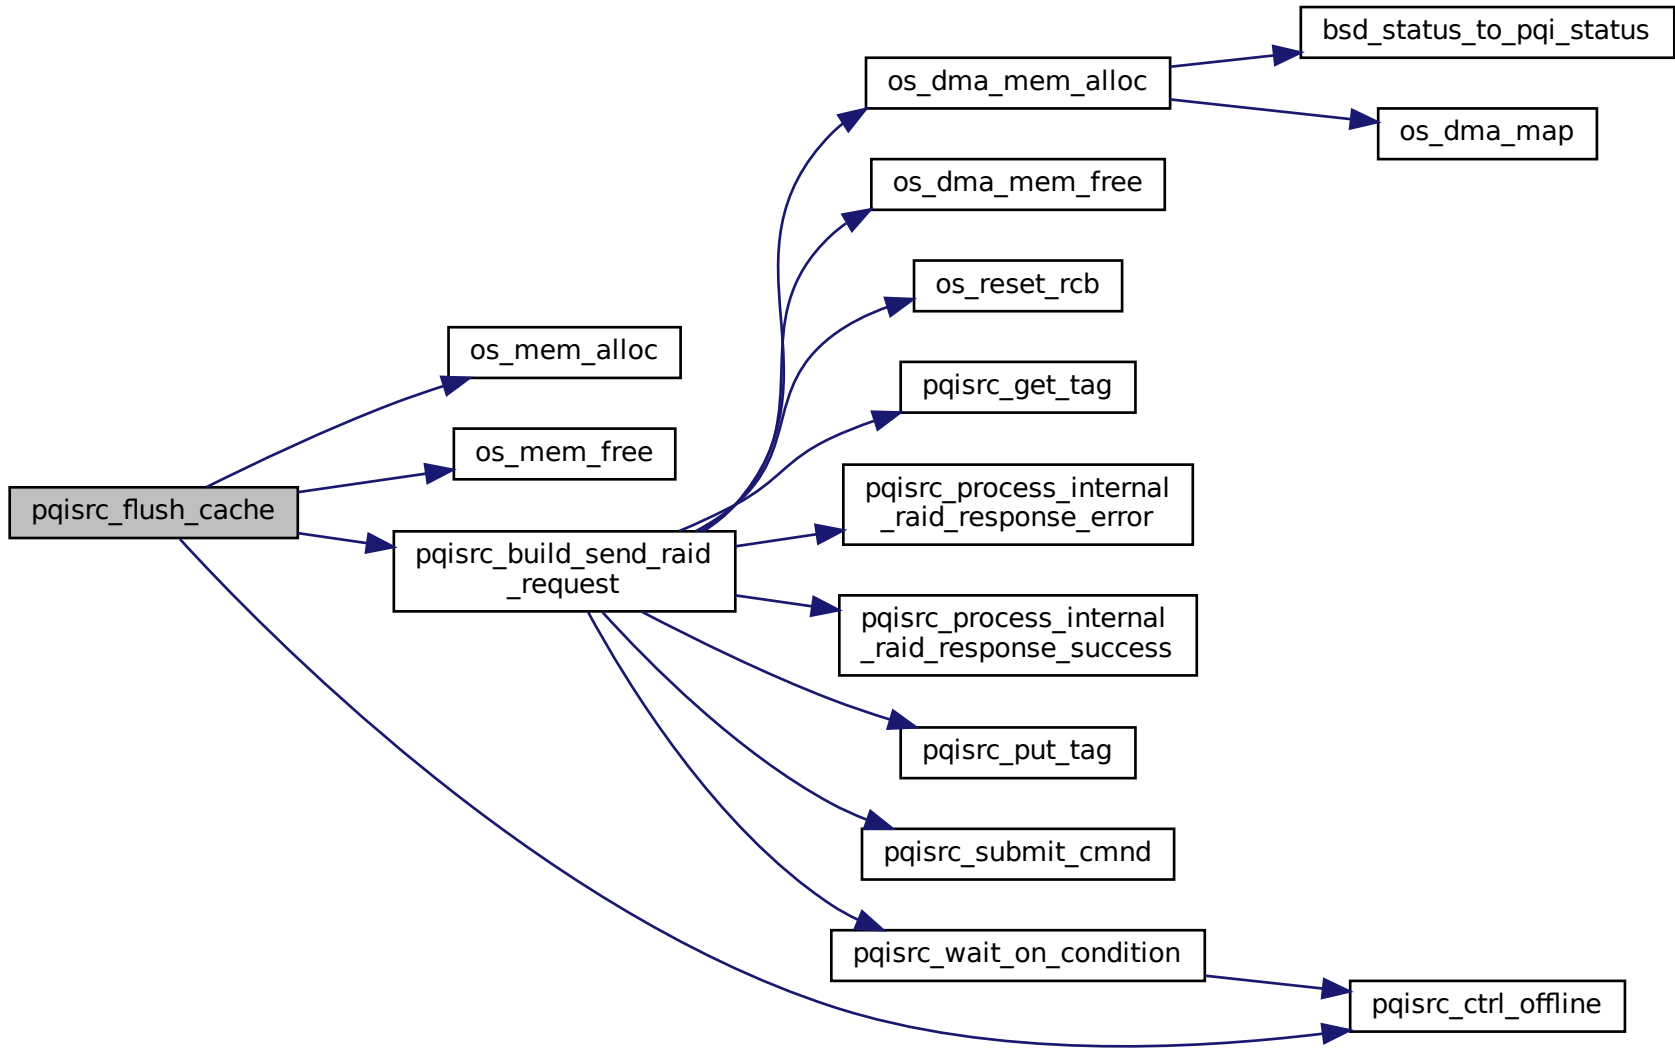 bsd_status_to_pqi_status
os_dma_mem_alloc
os_dma_map
os_dma_mem_free
os_reset_rcb
os_mem_alloc
pqisrc_get_tag
os_mem_free
pqisrc_process_internal
_raid_response_error
pqisrc_flush_cache
pqisrc_build_send_raid
_request
pqisrc_process_internal
_raid_response_success
pqisrc_put_tag
pqisrc_submit_cmnd
pqisrc_wait_on_condition
pqisrc_ctrl_offline